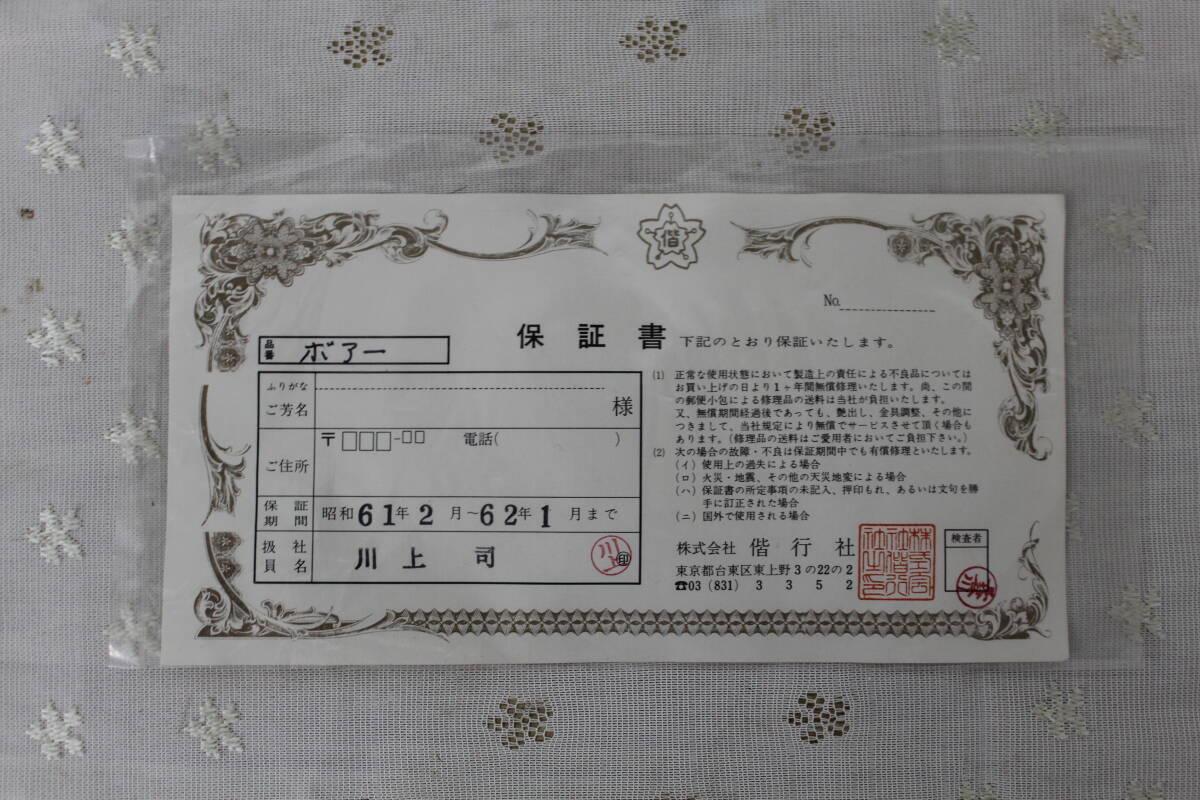 偕
No.
保証書 下記のとおり保証いたします。
品番 ボアー
ふりがな
ご芳名 様
〒□□□-□□ 電話( )
ご住所
保証期間 昭和61年2月~62年1月まで
扱社員名 川上 司 川上 ㊞
(1) 正常な使用状態において製造上の責任による不良品については
お買い上げの日より1ヶ年間無償修理いたします。尚、この間
の郵便小包による修理品の送料は当社が負担いたします。
又、無償期間経過後であっても、艶出し、金具調整、その他に
つきまして、当社規定により無償でサービスさせて頂く場合も
あります。(修理品の送料はご愛用者においてご負担下さい。)
(2) 次の場合の故障・不良は保証期間中でも有償修理といたします。
(イ) 使用上の過失による場合
(ロ) 火災・地震、その他の天災地変による場合
(ハ) 保証書の所定事項の未記入、押印もれ、あるいは文句を勝
手に訂正された場合
(ニ) 国外で使用される場合
株式会社 偕行社
東京都台東区東上野3の22の2
☎03 (831) 3352
株式会社偕行社之印
検査者